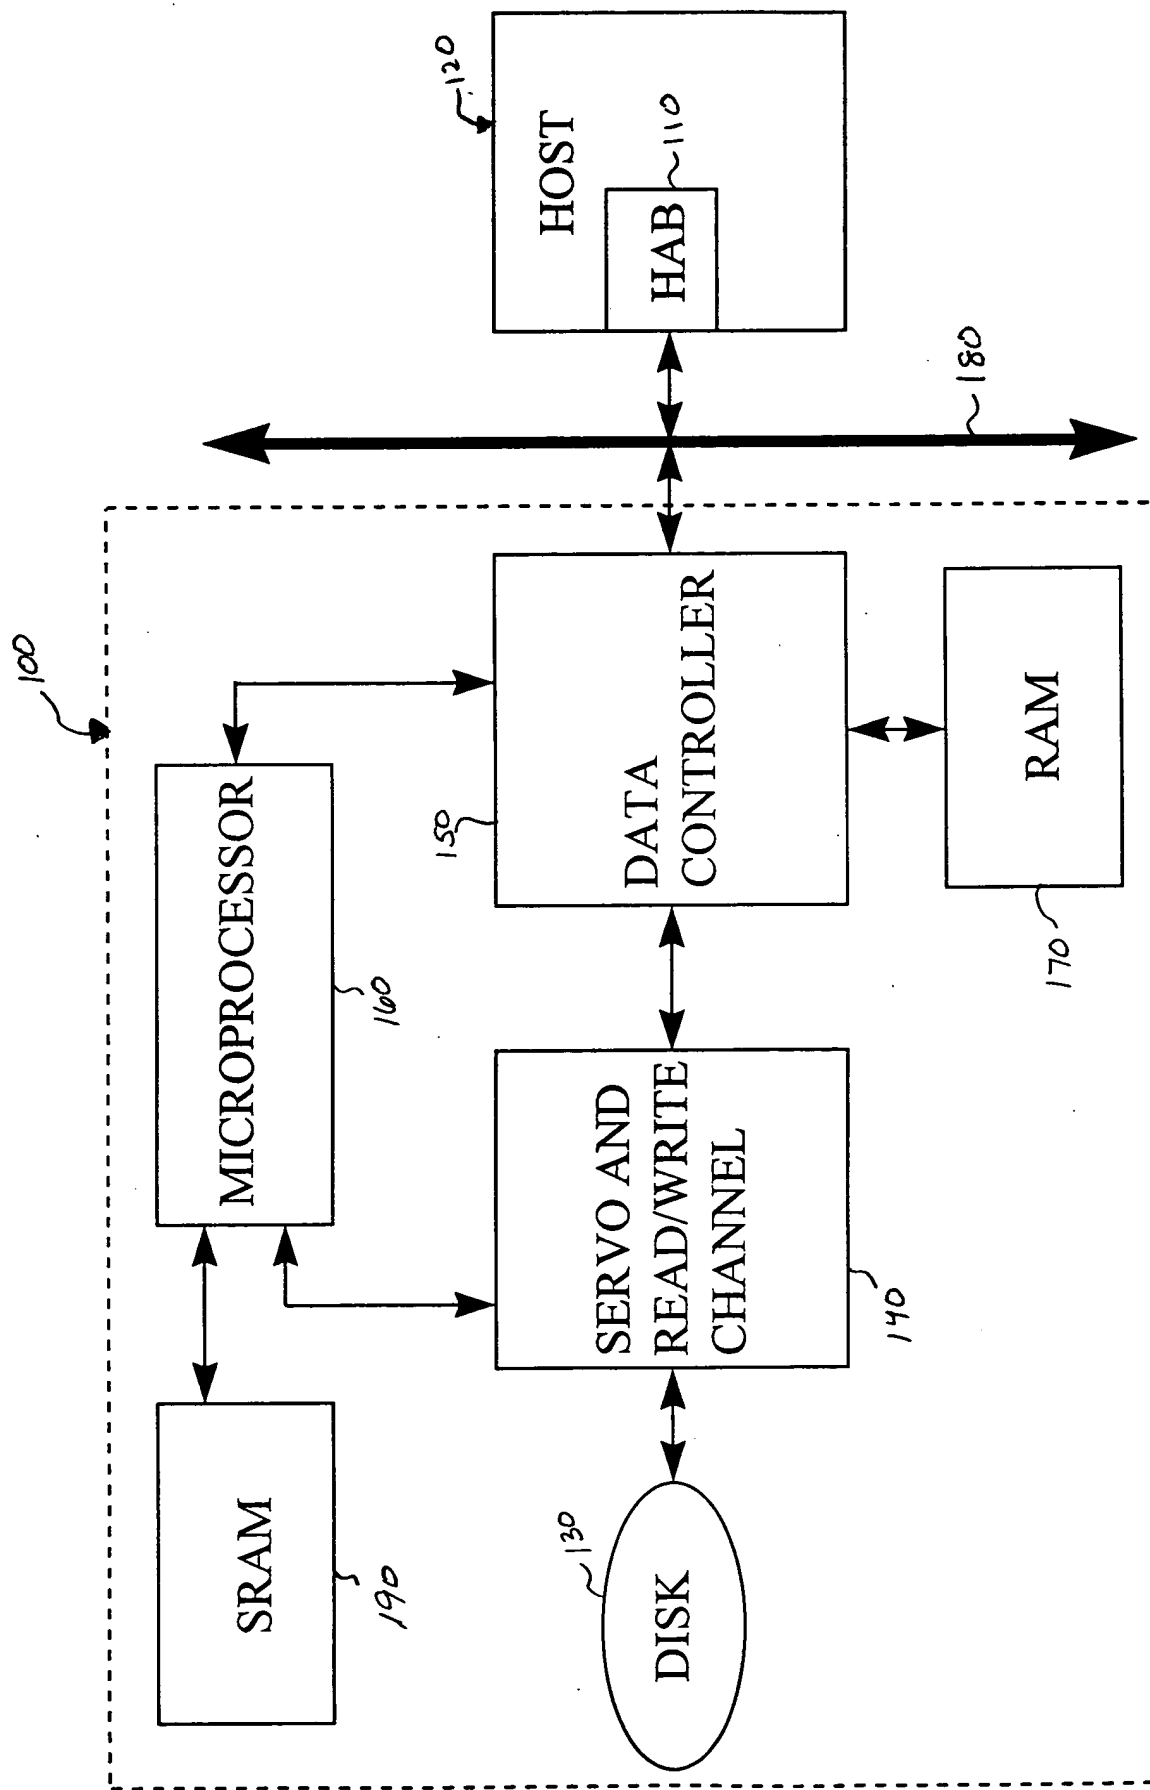 100
SRAM
190
MICROPROCESSOR
160
120
HOST
HAB
110
DISK
130
SERVO AND
READ/WRITE
CHANNEL
140
150
DATA
CONTROLLER
180
RAM
170